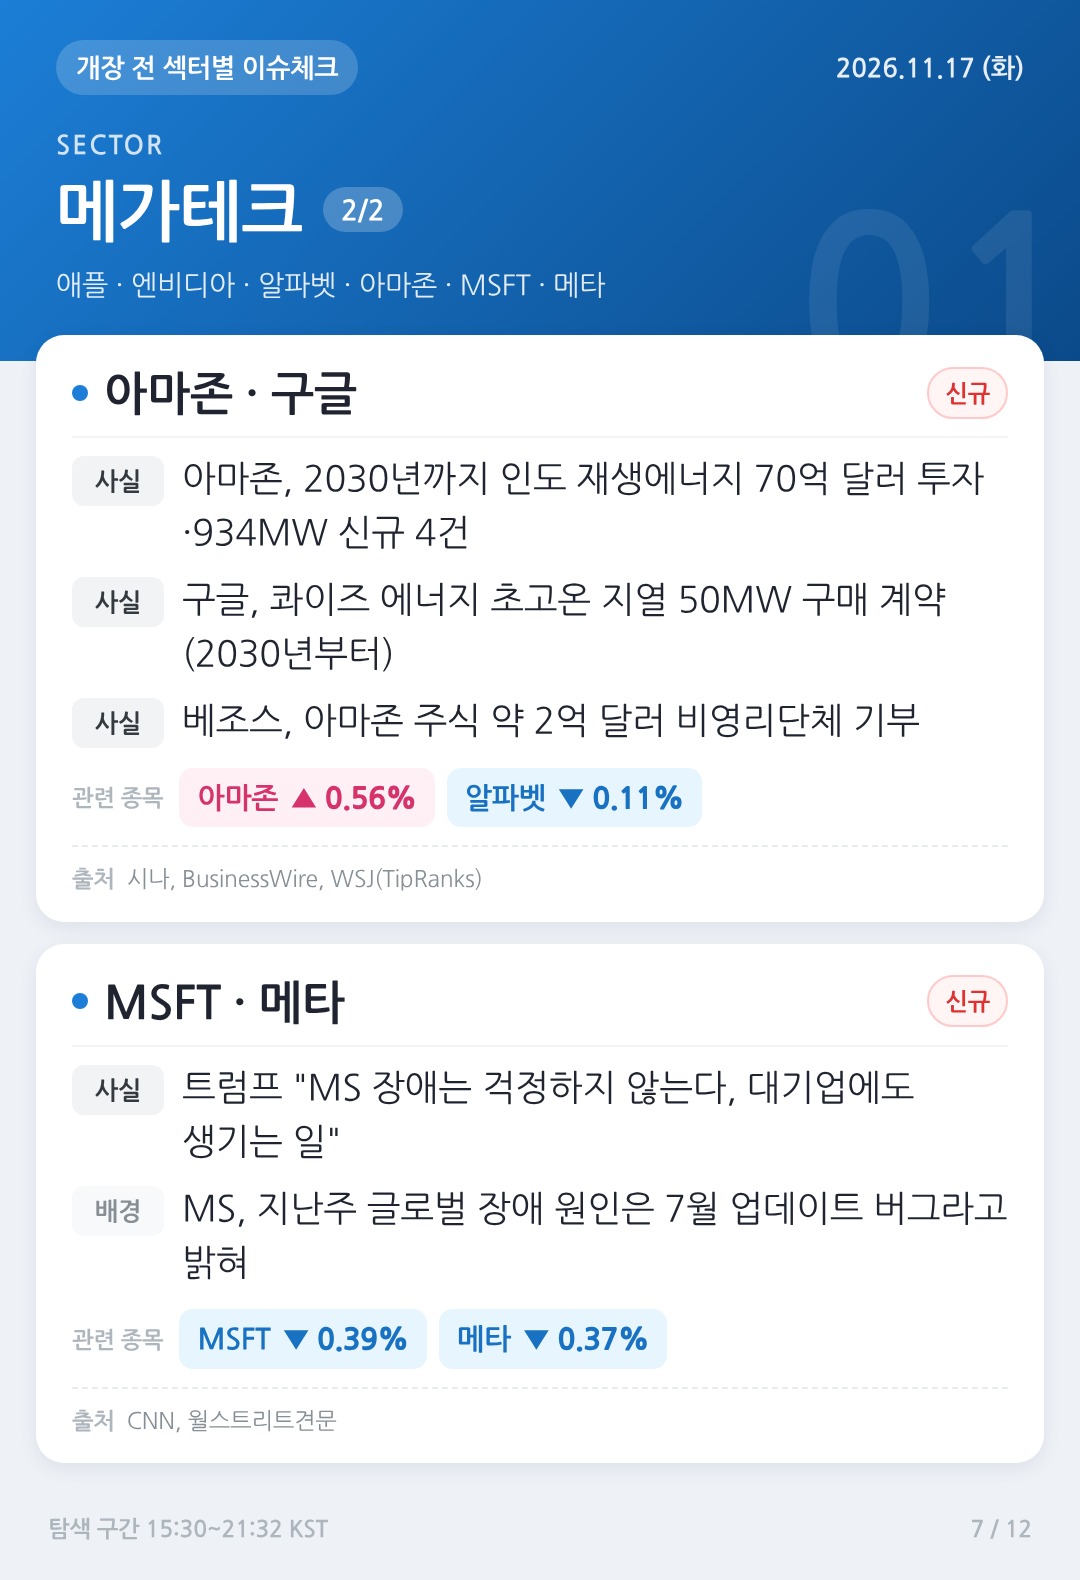 개장 전 섹터별 이슈체크
2026.11.17 (화)
SECTOR
메가테크 2/2
애플 · 엔비디아 · 알파벳 · 아마존 · MSFT · 메타
01
아마존 · 구글
신규
사실 아마존, 2030년까지 인도 재생에너지 70억 달러 투자
·934MW 신규 4건
사실 구글, 콰이즈 에너지 초고온 지열 50MW 구매 계약
(2030년부터)
사실 베조스, 아마존 주식 약 2억 달러 비영리단체 기부
관련 종목 아마존 ▲ 0.56% 알파벳 ▼ 0.11%
출처 시나, BusinessWire, WSJ(TipRanks)
MSFT · 메타
신규
사실 트럼프 "MS 장애는 걱정하지 않는다, 대기업에도
생기는 일"
배경 MS, 지난주 글로벌 장애 원인은 7월 업데이트 버그라고
밝혀
관련 종목 MSFT ▼ 0.39% 메타 ▼ 0.37%
출처 CNN, 월스트리트견문
탐색 구간 15:30~21:32 KST
7 / 12